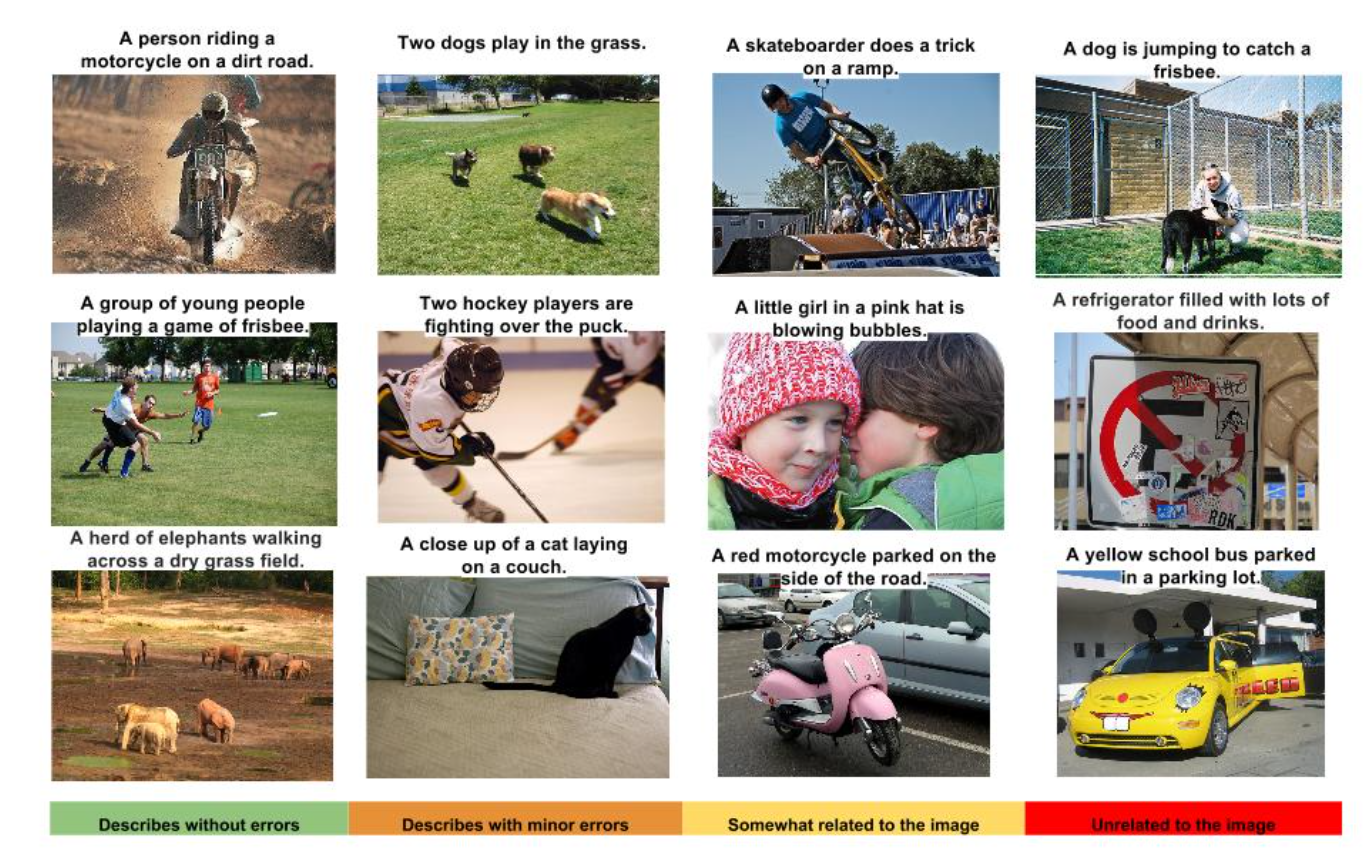 A person riding a
motorcycle on a dirt road.
Two dogs play in the grass.
A skateboarder does a trick
on a ramp.
A dog is jumping to catch a
frisbee.
A group of young people
playing a game of frisbee.
Two hockey players are
fighting over the puck.
A little girl in a pink hat is
blowing bubbles.
A refrigerator filled with lots of
food and drinks.
RDK
A herd of elephants walking
across a dry grass field.
A close up of a cat laying
on a couch.
A red motorcycle parked on the
side of the road.
A yellow school bus parked
in a parking lot.
Describes without errors
Describes with minor errors
Somewhat related to the image
Unrelated to the image